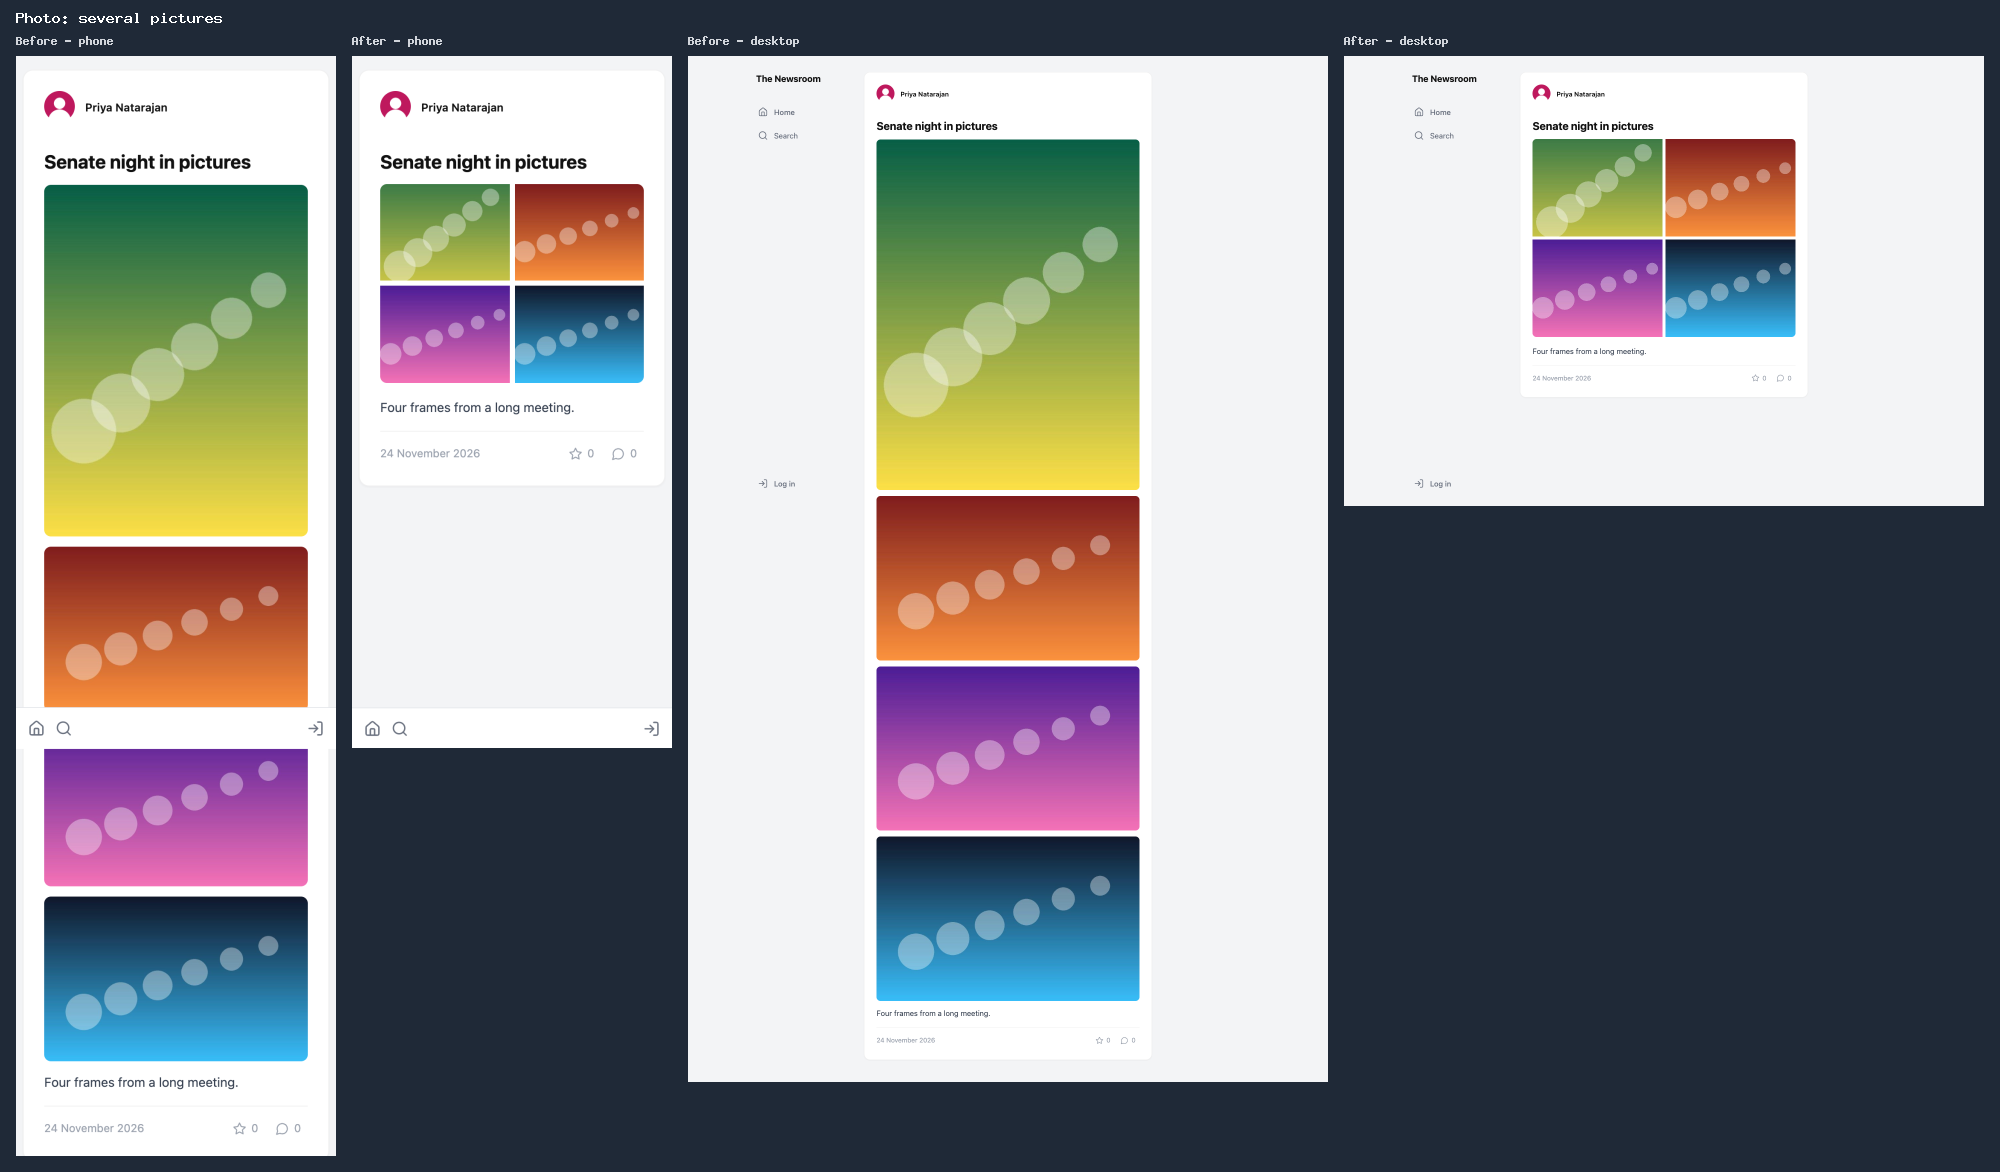 Photo: several pictures
Before - phone
Priya Natarajan
Senate night in pictures
Four frames from a long meeting.
24 November 2026
0
0
After - phone
Priya Natarajan
Senate night in pictures
Four frames from a long meeting.
24 November 2026
0
0
Before - desktop
The Newsroom
Home
Search
Log in
Priya Natarajan
Senate night in pictures
Four frames from a long meeting.
24 November 2026
0
0
After - desktop
The Newsroom
Home
Search
Log in
Priya Natarajan
Senate night in pictures
Four frames from a long meeting.
24 November 2026
0
0